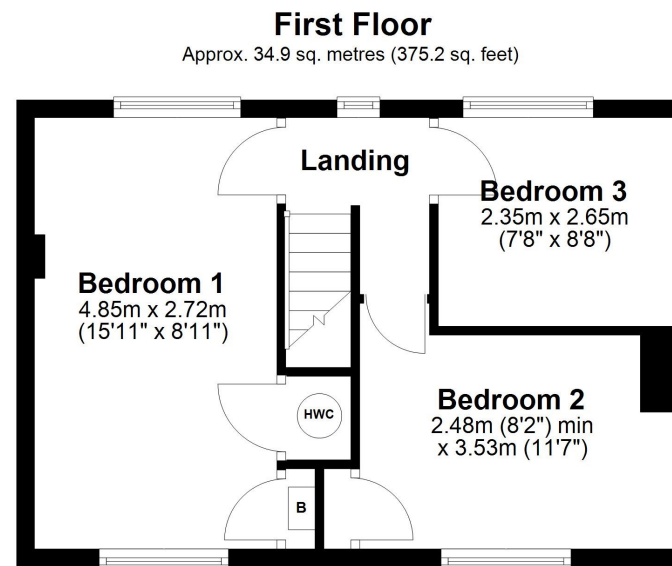 First Floor
Approx. 34.9 sq. metres (375.2 sq. feet)
Landing
Bedroom 3
2.35m x 2.65m
(7'8" x 8'8")
Bedroom 1
4.85m x 2.72m
(15'11" x 8'11")
HWC
Bedroom 2
2.48m (8'2") min
x 3.53m (11'7")
B